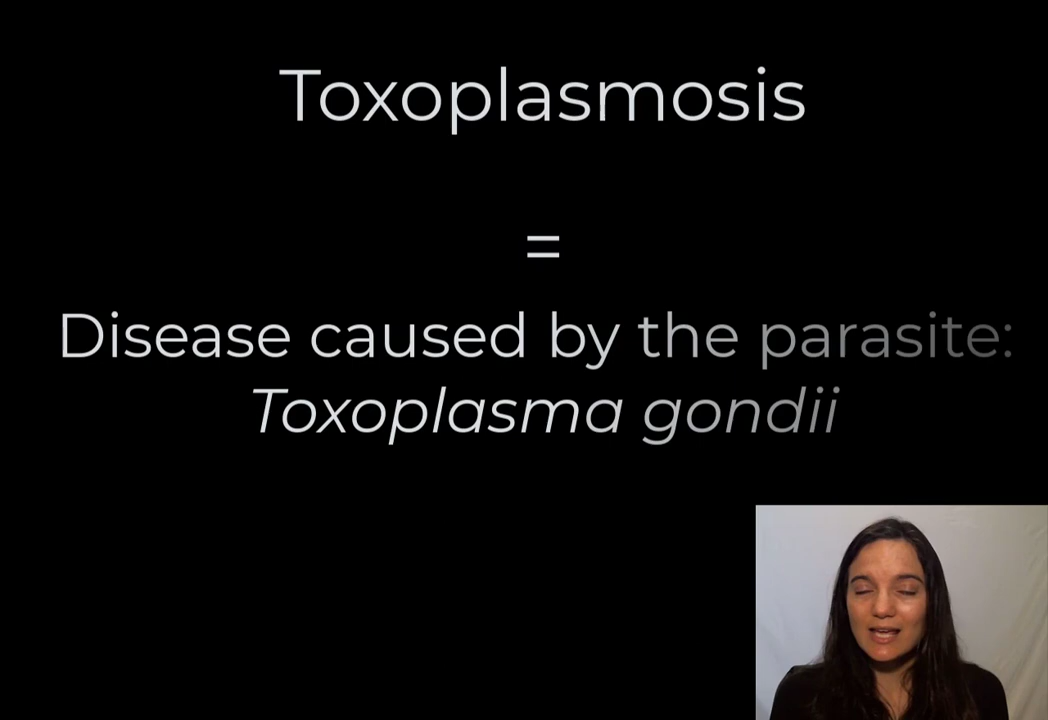 Toxoplasmosis
=
Disease caused by the parasite:
Toxoplasma gondii